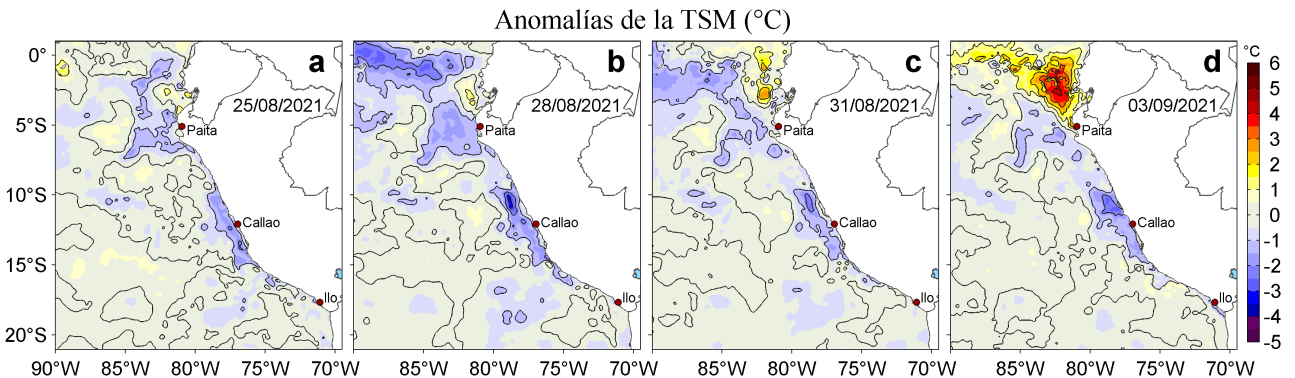 Anomalías de la TSM (°C)
a b c d
25/08/2021 28/08/2021 31/08/2021 03/09/2021
Paita Paita Paita Paita
Callao Callao Callao Callao
Ilo Ilo Ilo Ilo
0°
5°S
10°S
15°S
20°S
90°W 85°W 80°W 75°W 70°W 85°W 80°W 75°W 70°W 85°W 80°W 75°W 70°W 85°W 80°W 75°W 70°W
°C
6
5
4
3
2
1
0
-1
-2
-3
-4
-5